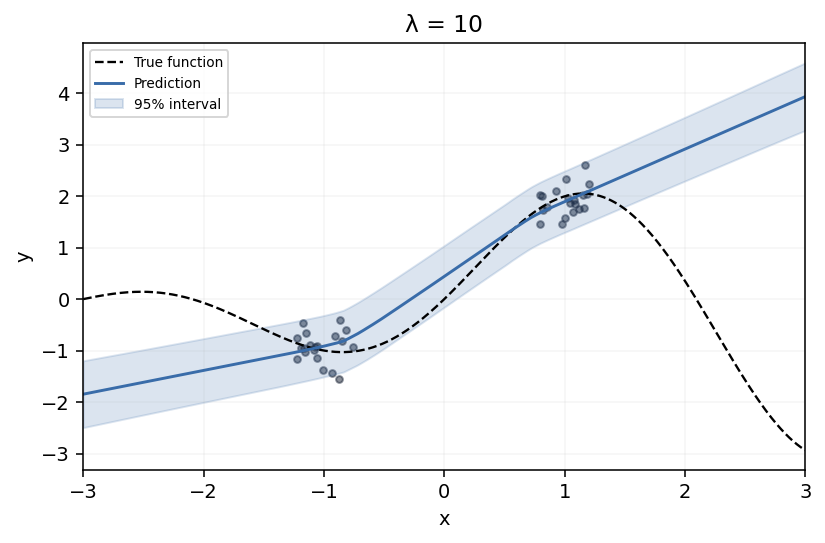 λ = 10
True function
Prediction
95% interval
4
3
2
1
0
−1
−2
−3
y
−3 −2 −1 0 1 2 3
x